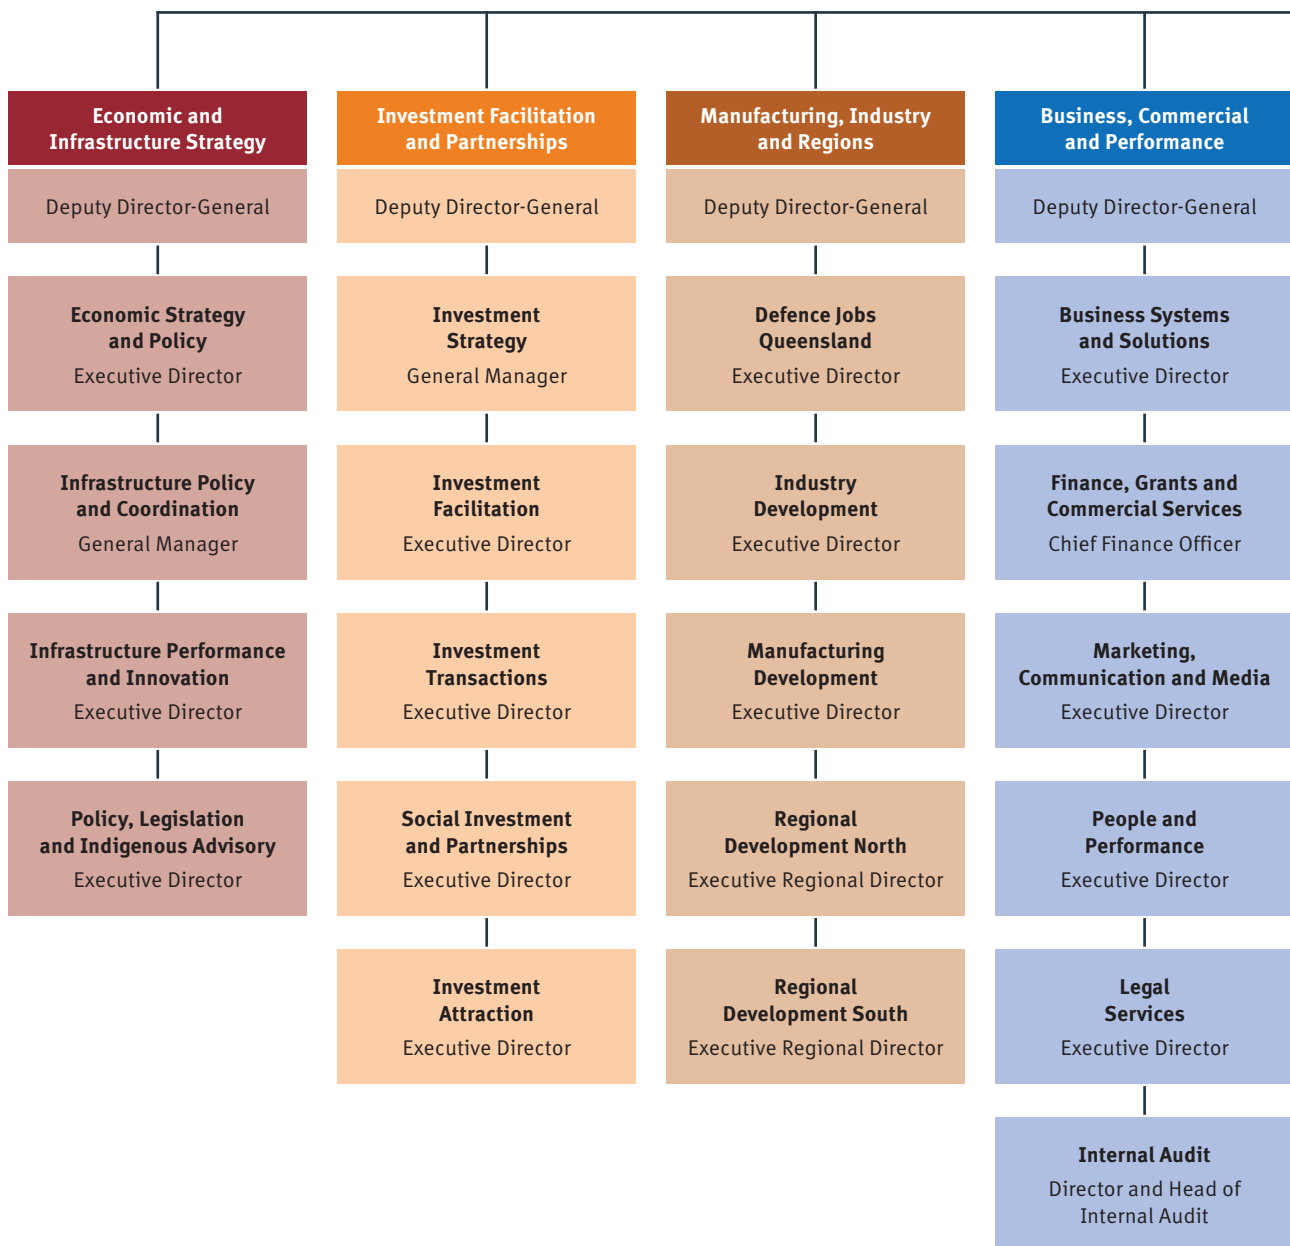 Economic and
Infrastructure Strategy
Deputy Director-General
Economic Strategy
and Policy
Executive Director
Infrastructure Policy
and Coordination
General Manager
Infrastructure Performance
and Innovation
Executive Director
Policy, Legislation
and Indigenous Advisory
Executive Director
Investment Facilitation
and Partnerships
Deputy Director-General
Investment
Strategy
General Manager
Investment
Facilitation
Executive Director
Investment
Transactions
Executive Director
Social Investment
and Partnerships
Executive Director
Investment
Attraction
Executive Director
Manufacturing, Industry
and Regions
Deputy Director-General
Defence Jobs
Queensland
Executive Director
Industry
Development
Executive Director
Manufacturing
Development
Executive Director
Regional
Development North
Executive Regional Director
Regional
Development South
Executive Regional Director
Business, Commercial
and Performance
Deputy Director-General
Business Systems
and Solutions
Executive Director
Finance, Grants and
Commercial Services
Chief Finance Officer
Marketing,
Communication and Media
Executive Director
People and
Performance
Executive Director
Legal
Services
Executive Director
Internal Audit
Director and Head of
Internal Audit